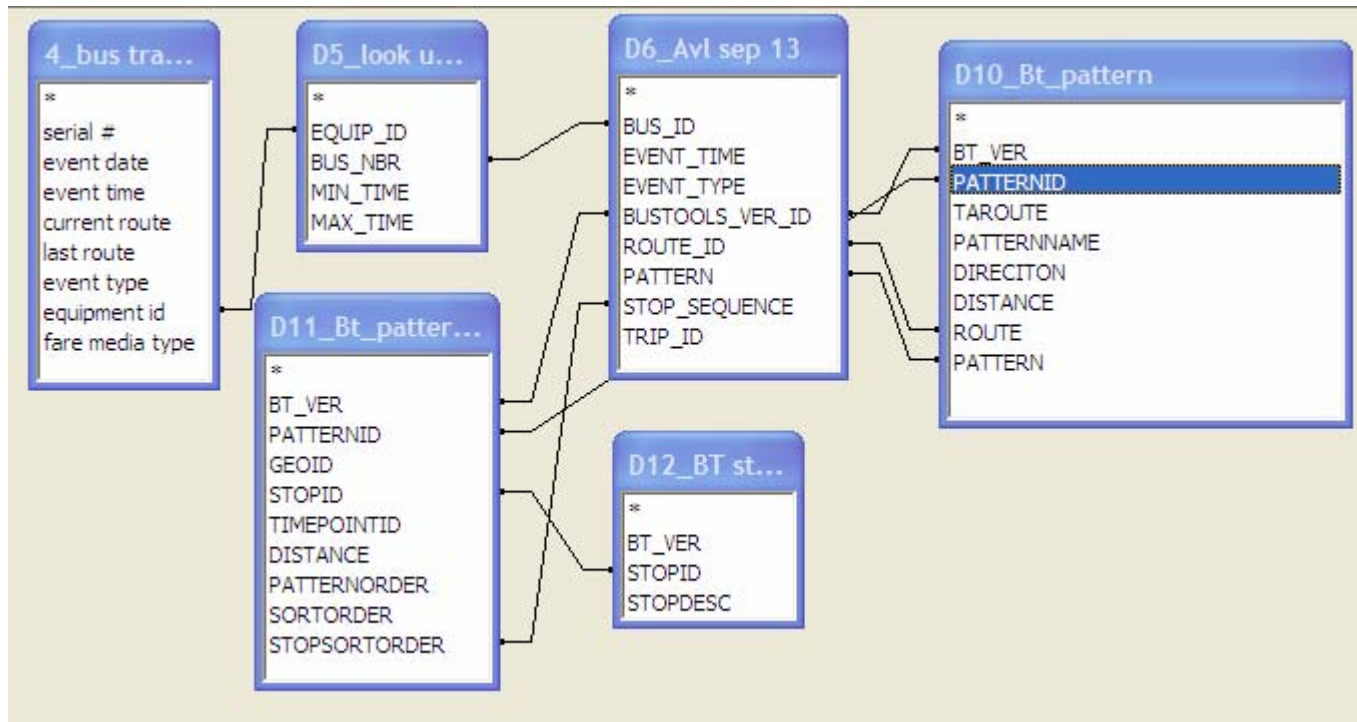 4_bus tra...
*
serial #
event date
event time
current route
last route
event type
equipment id
fare media type
D5_look u...
*
EQUIP_ID
BUS_NBR
MIN_TIME
MAX_TIME
D6_Avl sep 13
*
BUS_ID
EVENT_TIME
EVENT_TYPE
BUSTOOLS_VER_ID
ROUTE_ID
PATTERN
STOP_SEQUENCE
TRIP_ID
D10_Bt_pattern
*
BT_VER
PATTERNID
TAROUTE
PATTERNNAME
DIRECITON
DISTANCE
ROUTE
PATTERN
D11_Bt_patter...
*
BT_VER
PATTERNID
GEOID
STOPID
TIMEPOINTID
DISTANCE
PATTERNORDER
SORTORDER
STOPSORTORDER
D12_BT st...
*
BT_VER
STOPID
STOPDESC